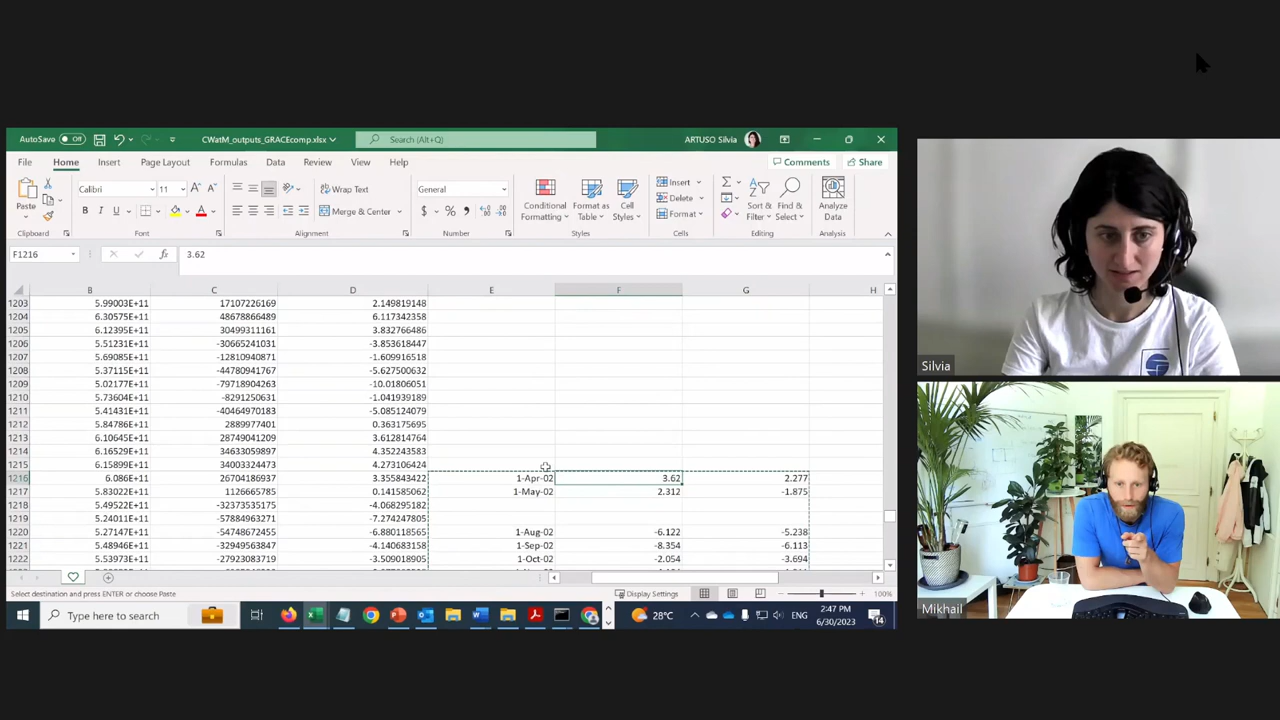 AutoSave Off CWatM_outputs_GRACEcomp.xlsx Search (Alt+Q) ARTUSO Silvia
File Home Insert Page Layout Formulas Data Review View Help Comments Share
Paste Calibri 11 A A Wrap Text General Conditional Formatting Format as Table Cell Styles Insert Delete Format Sort & Filter Find & Select Analyze Data
B I U A Merge & Center $ % 9
Clipboard Font Alignment Number Styles Cells Editing Analysis
F1216 fx 3.62
B C D E F G H
1203 5.99003E+11 17107226169 2.149819148
1204 6.30575E+11 48678866489 6.117342358
1205 6.12395E+11 30499311161 3.832766486
1206 5.51231E+11 -30665241031 -3.853618447
1207 5.69085E+11 -12810940871 -1.609916518
1208 5.37115E+11 -44780941767 -5.627500632
1209 5.02177E+11 -79718904263 -10.01806051
1210 5.73604E+11 -8291250631 -1.041939189
1211 5.41431E+11 -40464970183 -5.085124079
1212 5.84786E+11 2889977401 0.363175695
1213 6.10645E+11 28749041209 3.612814764
1214 6.16529E+11 34633059897 4.352243583
1215 6.15899E+11 34003324473 4.273106424
1216 6.086E+11 26704187639 3.355843422 1-Apr-02 3.62 2.277
1217 5.83022E+11 1126665785 0.141585062 1-May-02 2.312 -1.875
1218 5.49522E+11 -32373535175 -4.068295182
1219 5.24011E+11 -57884963271 -7.274247805
1220 5.27147E+11 -54748674255 -6.880118565 1-Aug-02 -6.122 -5.238
1221 5.48946E+11 -32949563847 -4.140683158 1-Sep-02 -8.354 -6.113
1222 5.53973E+11 -27923083719 -3.509018905 1-Oct-02 -2.054 -3.694
Select destination and press ENTER or choose Paste Display Settings 100%
Type here to search 28°C ENG 2:47 PM 6/30/2023 14
Silvia
Mikhail